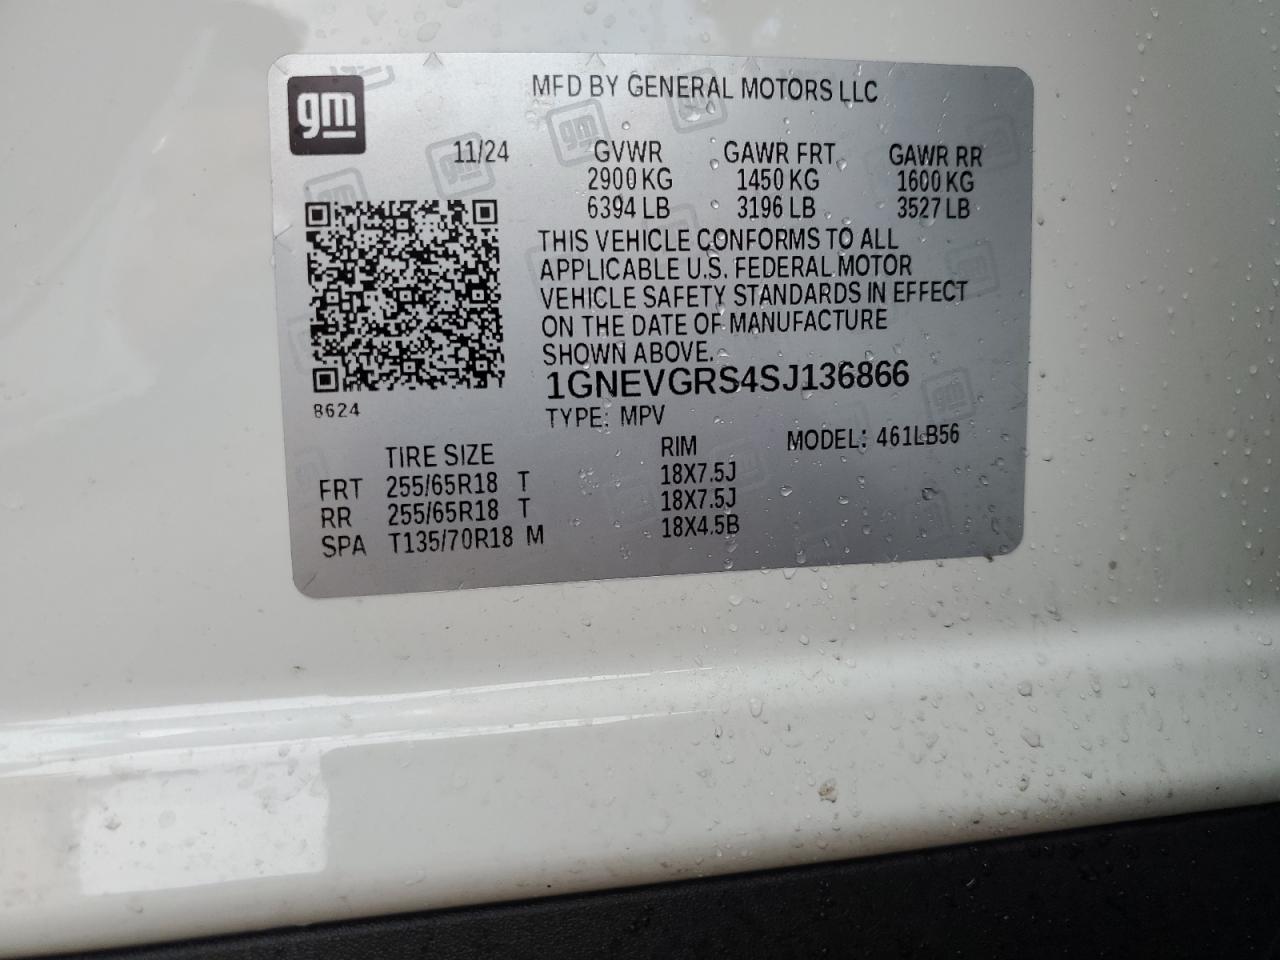 gm
MFD BY GENERAL MOTORS LLC
11/24 GVWR GAWR FRT GAWR RR
2900 KG 1450 KG 1600 KG
6394 LB 3196 LB 3527 LB
THIS VEHICLE CONFORMS TO ALL
APPLICABLE U.S. FEDERAL MOTOR
VEHICLE SAFETY STANDARDS IN EFFECT
ON THE DATE OF MANUFACTURE
SHOWN ABOVE.
1GNEVGRS4SJ136866
8624
TYPE: MPV
MODEL: 461LB56
TIRE SIZE RIM
FRT 255/65R18 T 18X7.5J
RR 255/65R18 T 18X7.5J
SPA T135/70R18 M 18X4.5B